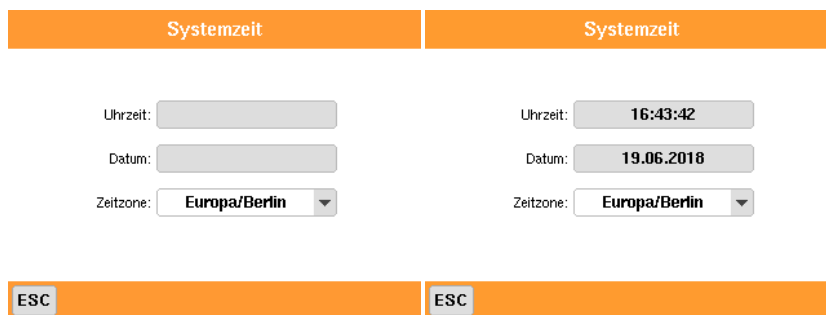 Systemzeit
Uhrzeit:
Datum:
Zeitzone: Europa/Berlin
ESC
Systemzeit
Uhrzeit: 16:43:42
Datum: 19.06.2018
Zeitzone: Europa/Berlin
ESC